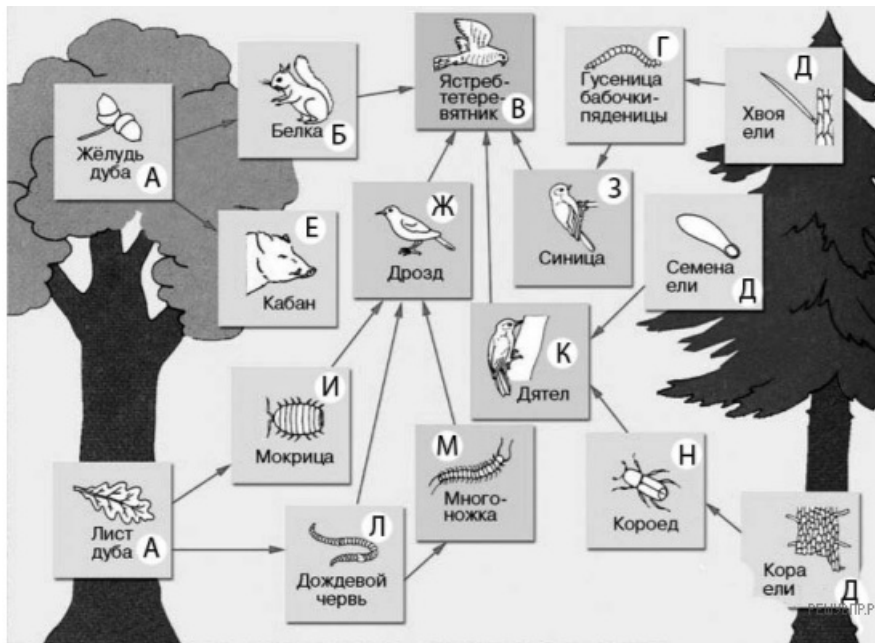 Жёлудь
дуба
А
Белка
Б
Ястреб-
тетере-
вятник
В
Гусеница
бабочки-
пяденицы
Г
Хвоя
ели
Д
Кабан
Е
Дрозд
Ж
Синица
З
Семена
ели
Д
Мокрица
И
Дятел
К
Лист
дуба
А
Дождевой
червь
Л
Много-
ножка
М
Короед
Н
Кора
ели
Д